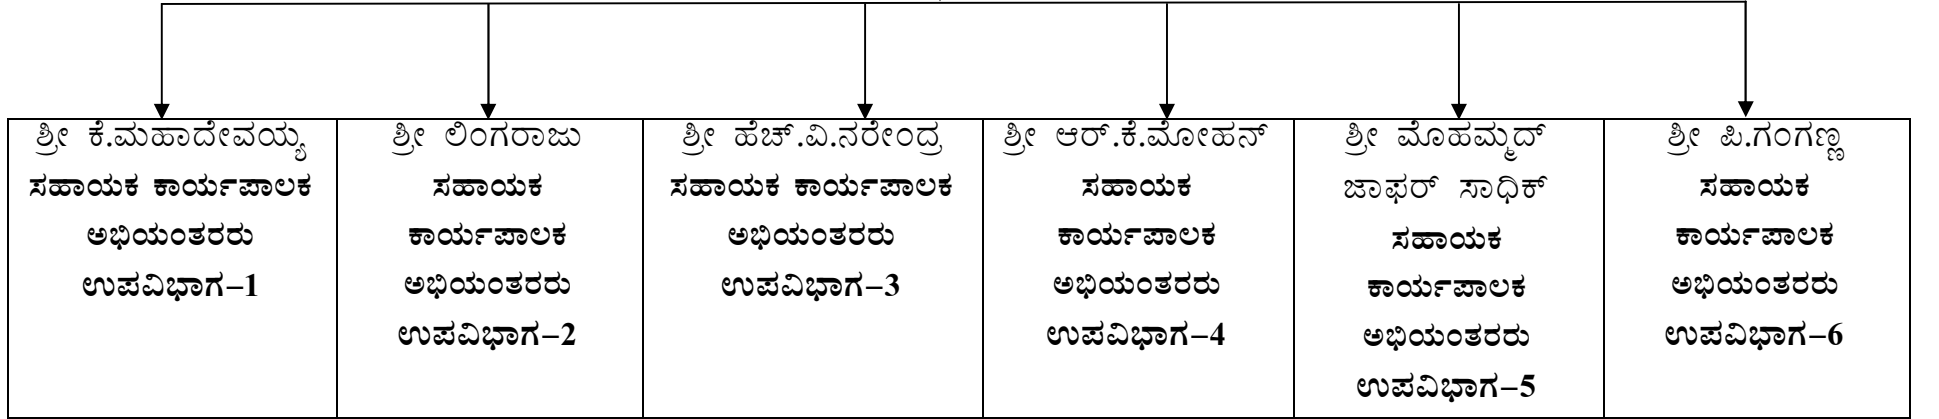 ಶ್ರೀ ಕೆ.ಮಹಾದೇವಯ್ಯ
ಸಹಾಯಕ ಕಾರ್ಯಪಾಲಕ
ಅಭಿಯಂತರರು
ಉಪವಿಭಾಗ–1
ಶ್ರೀ ಲಿಂಗರಾಜು
ಸಹಾಯಕ
ಕಾರ್ಯಪಾಲಕ
ಅಭಿಯಂತರರು
ಉಪವಿಭಾಗ–2
ಶ್ರೀ ಹೆಚ್.ವಿ.ನರೇಂದ್ರ
ಸಹಾಯಕ ಕಾರ್ಯಪಾಲಕ
ಅಭಿಯಂತರರು
ಉಪವಿಭಾಗ–3
ಶ್ರೀ ಆರ್.ಕೆ.ಮೋಹನ್
ಸಹಾಯಕ
ಕಾರ್ಯಪಾಲಕ
ಅಭಿಯಂತರರು
ಉಪವಿಭಾಗ–4
ಶ್ರೀ ಮೊಹಮ್ಮದ್
ಜಾಫರ್ ಸಾಧಿಕ್
ಸಹಾಯಕ
ಕಾರ್ಯಪಾಲಕ
ಅಭಿಯಂತರರು
ಉಪವಿಭಾಗ–5
ಶ್ರೀ ಪಿ.ಗಂಗಣ್ಣ
ಸಹಾಯಕ
ಕಾರ್ಯಪಾಲಕ
ಅಭಿಯಂತರರು
ಉಪವಿಭಾಗ–6